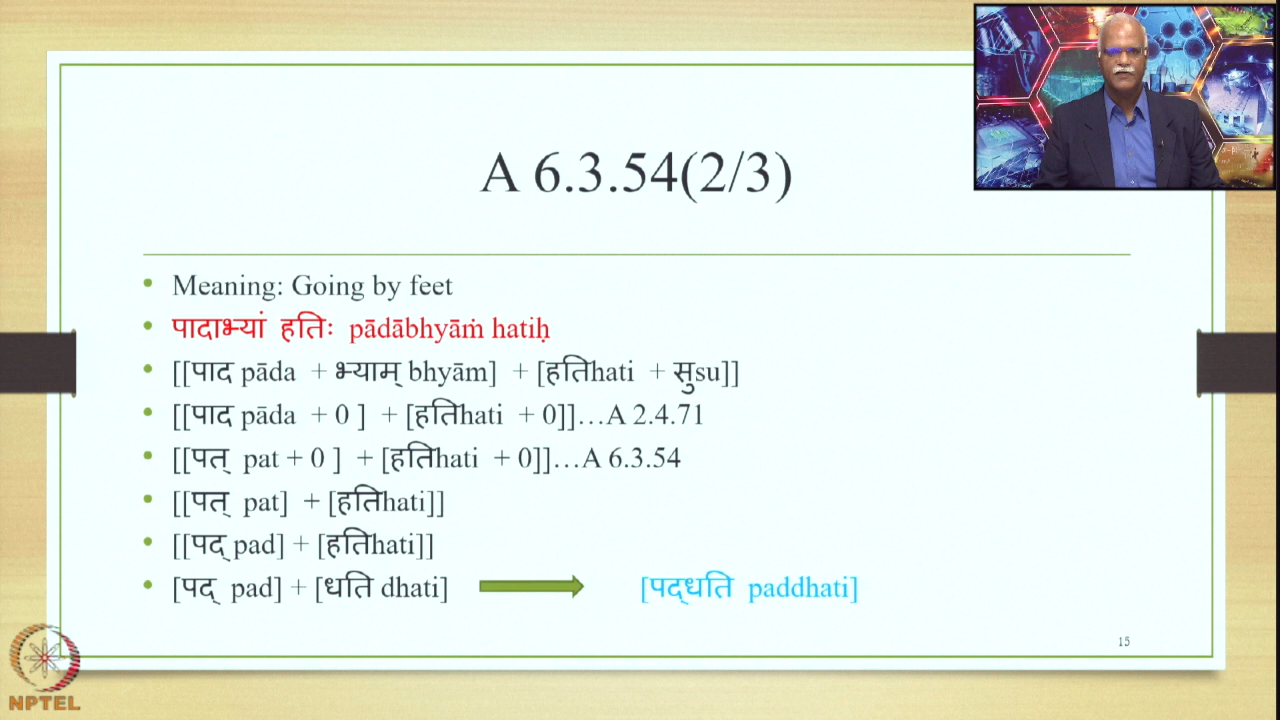 A 6.3.54(2/3)
• Meaning: Going by feet
• पादाभ्यां हतिः pādābhyāṁ hatiḥ
• [[पाद pāda + भ्याम् bhyām] + [हतिhati + सुsu]]
• [[पाद pāda + 0 ] + [हतिhati + 0]]…A 2.4.71
• [[पत् pat + 0 ] + [हतिhati + 0]]…A 6.3.54
• [[पत् pat] + [हतिhati]]
• [[पद् pad] + [हतिhati]]
• [पद् pad] + [धति dhati] [पद्धति paddhati]
15
NPTEL